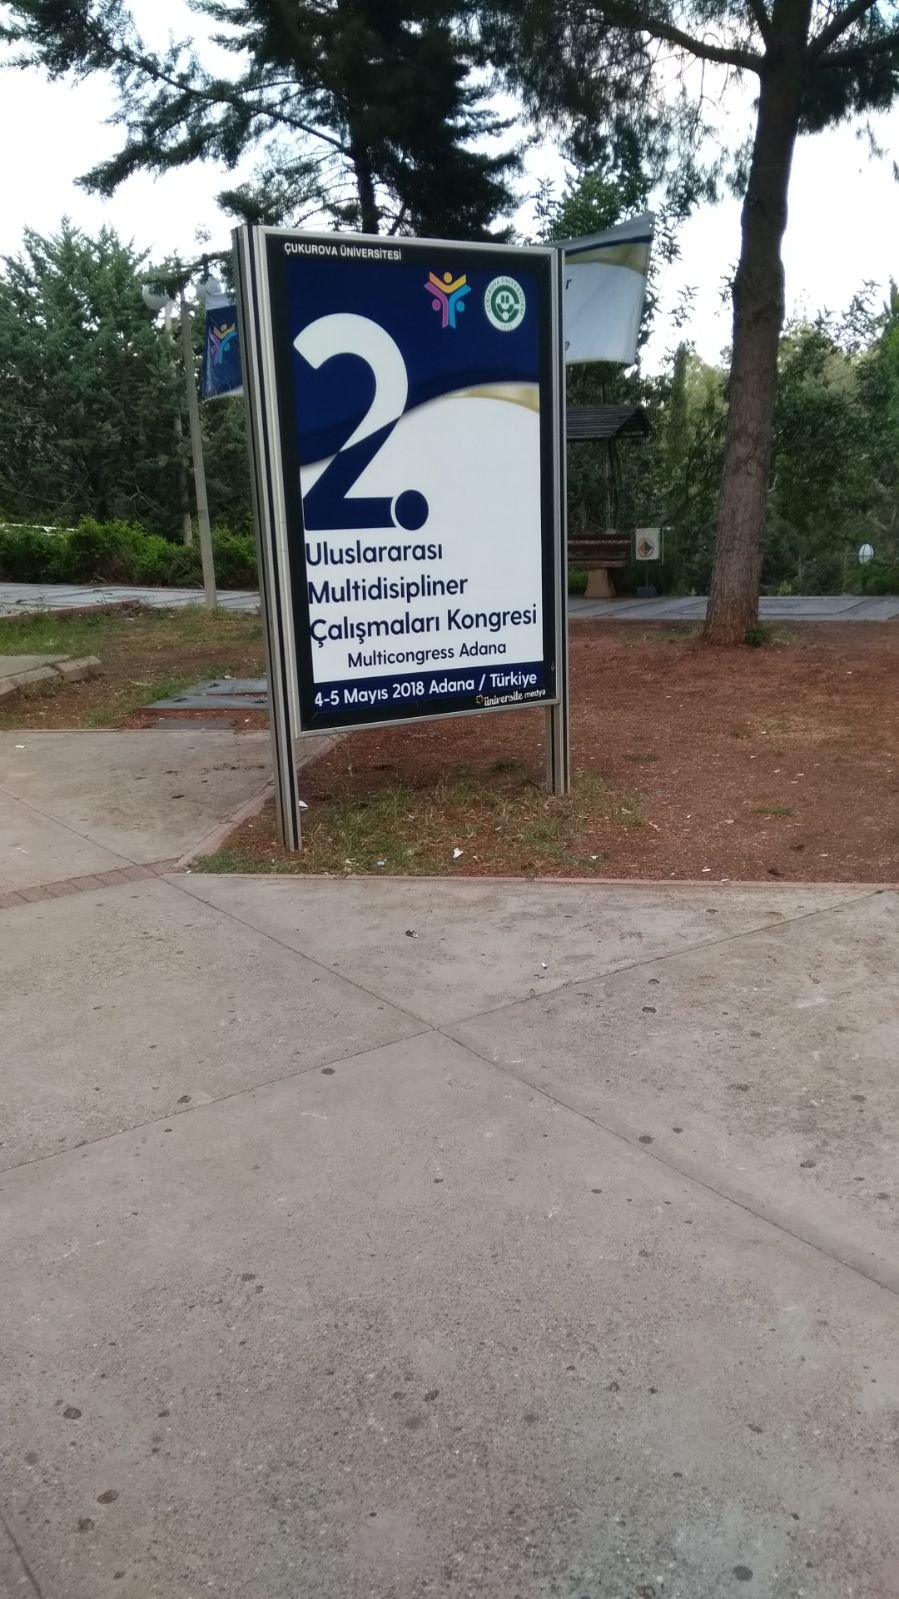 ÇUKUROVA ÜNİVERSİTESİ
2.
Uluslararası
Multidisipliner
Çalışmaları Kongresi
Multicongress Adana
4-5 Mayıs 2018 Adana / Türkiye
üniversite medya